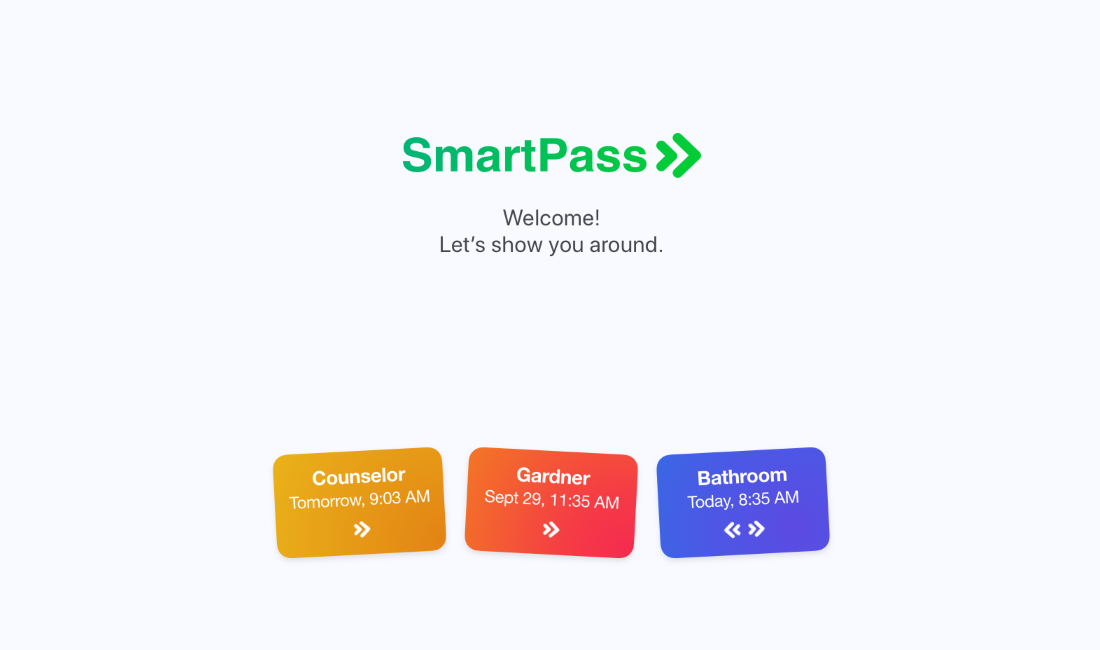 SmartPass
Welcome!
Let's show you around.
Counselor
Tomorrow, 9:03 AM
Gardner
Sept 29, 11:35 AM
Bathroom
Today, 8:35 AM